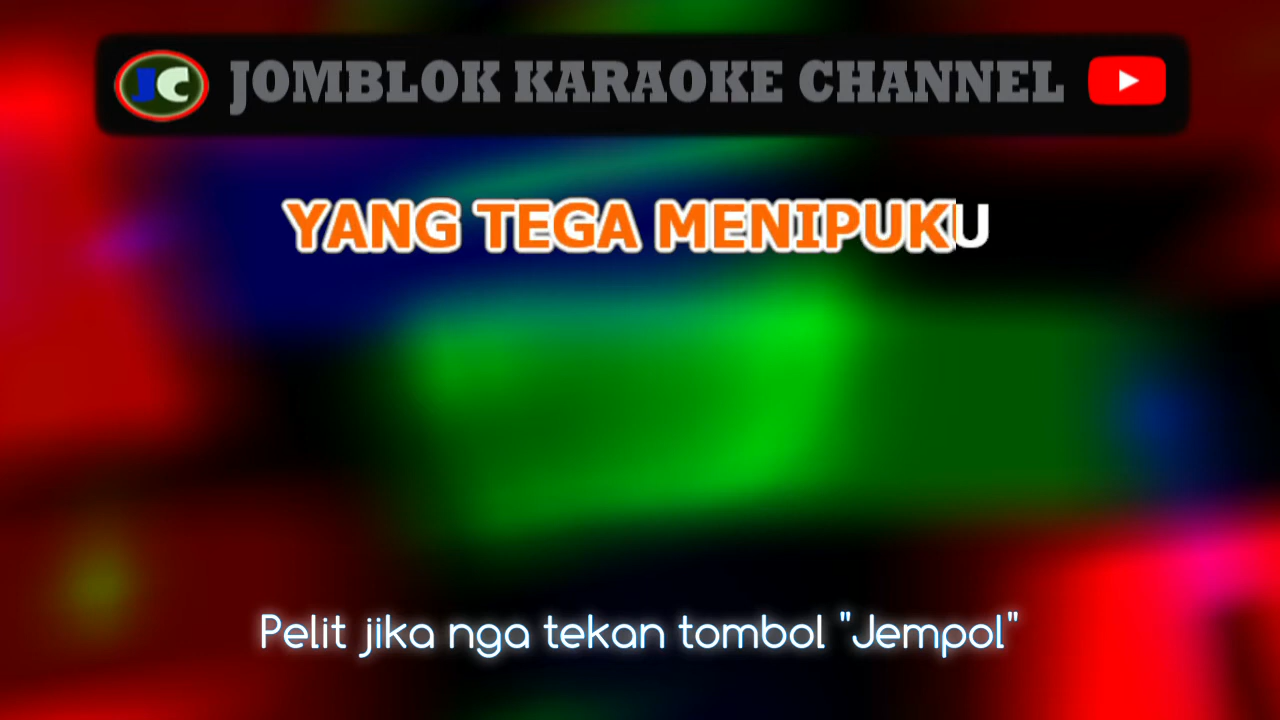 JC JOMBLOK KARAOKE CHANNEL
YANG TEGA MENIPUKU
Pelit jika nga tekan tombol "Jempol"